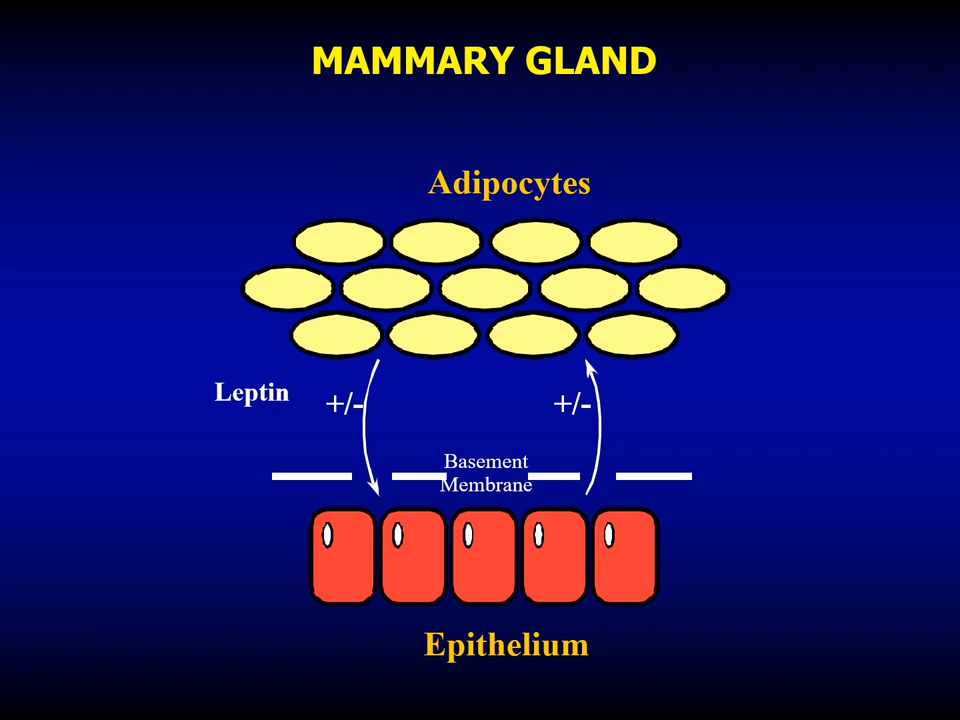 MAMMARY GLAND
Adipocytes
Leptin
+/-
+/-
Basement
Membrane
Epithelium